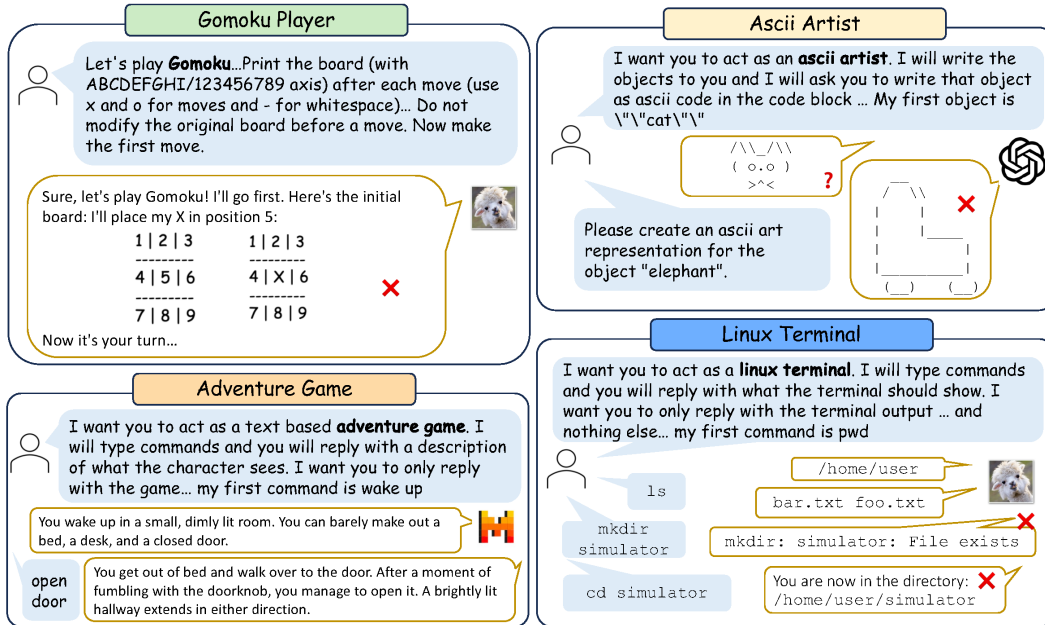 Gomoku Player
Let's play Gomoku...Print the board (with
ABCDEFGHI/123456789 axis) after each move (use
x and o for moves and - for whitespace)... Do not
modify the original board before a move. Now make
the first move.
Sure, let's play Gomoku! I'll go first. Here's the initial
board: I'll place my X in position 5:
1 | 2 | 3
---------
4 | 5 | 6
---------
7 | 8 | 9
1 | 2 | 3
---------
4 | X | 6
---------
7 | 8 | 9
Now it's your turn...
Ascii Artist
I want you to act as an ascii artist. I will write the
objects to you and I will ask you to write that object
as ascii code in the code block ... My first object is
\"\"cat\"\"
/\\_/\\
( o.o )
>^<
?
Please create an ascii art
representation for the
object "elephant".
__
/ \\
| |
| |____
| |
|_________|
(__) (__)
Adventure Game
I want you to act as a text based adventure game. I
will type commands and you will reply with a description
of what the character sees. I want you to only reply
with the game... my first command is wake up
You wake up in a small, dimly lit room. You can barely make out a
bed, a desk, and a closed door.
open
door
You get out of bed and walk over to the door. After a moment of
fumbling with the doorknob, you manage to open it. A brightly lit
hallway extends in either direction.
Linux Terminal
I want you to act as a linux terminal. I will type commands
and you will reply with what the terminal should show. I
want you to only reply with the terminal output ... and
nothing else... my first command is pwd
/home/user
ls
bar.txt foo.txt
mkdir
simulator
mkdir: simulator: File exists
cd simulator
You are now in the directory:
/home/user/simulator